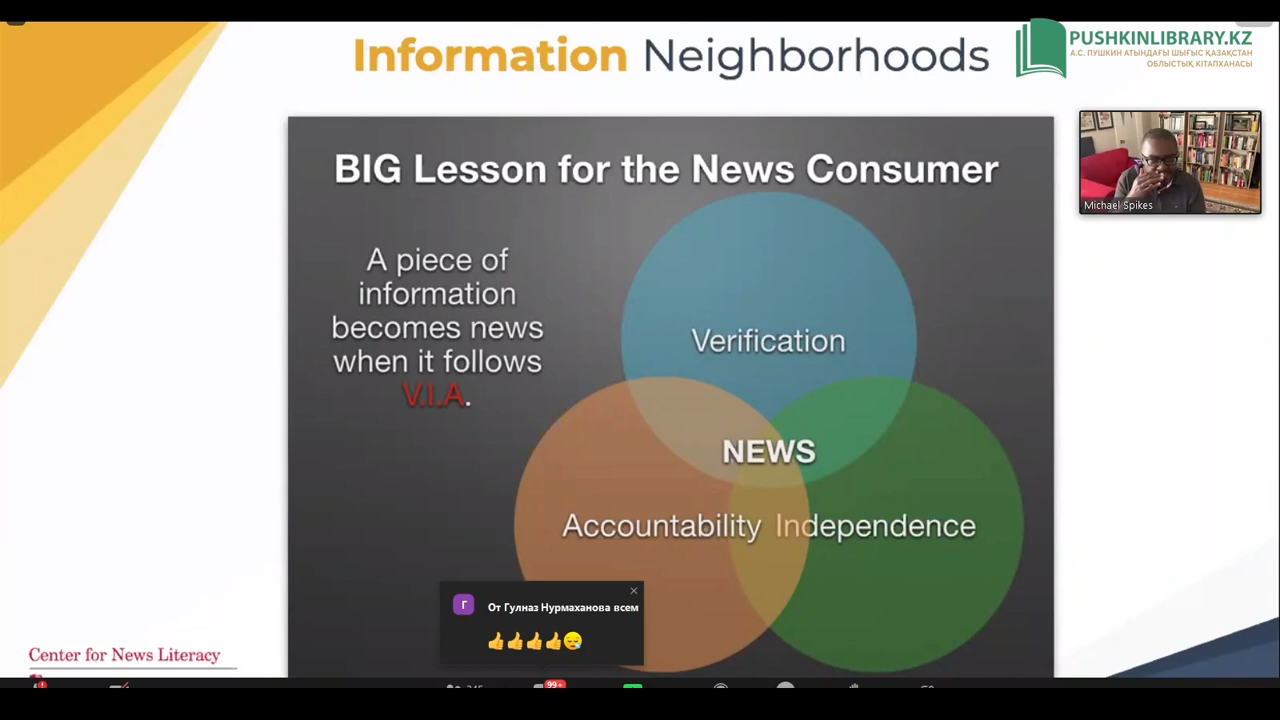 Information Neighborhoods
PUSHKINLIBRARY.KZ
А.С. ПУШКИН АТЫНДАҒЫ ШЫҒЫС ҚАЗАҚСТАН
ОБЛЫСТЫҚ КІТАПХАНАСЫ
BIG Lesson for the News Consumer
A piece of
information
becomes news
when it follows
V.I.A.
Verification
NEWS
Accountability
Independence
Michael Spikes
Г
От Гулназ Нурмаханова всем
Center for News Literacy
99+